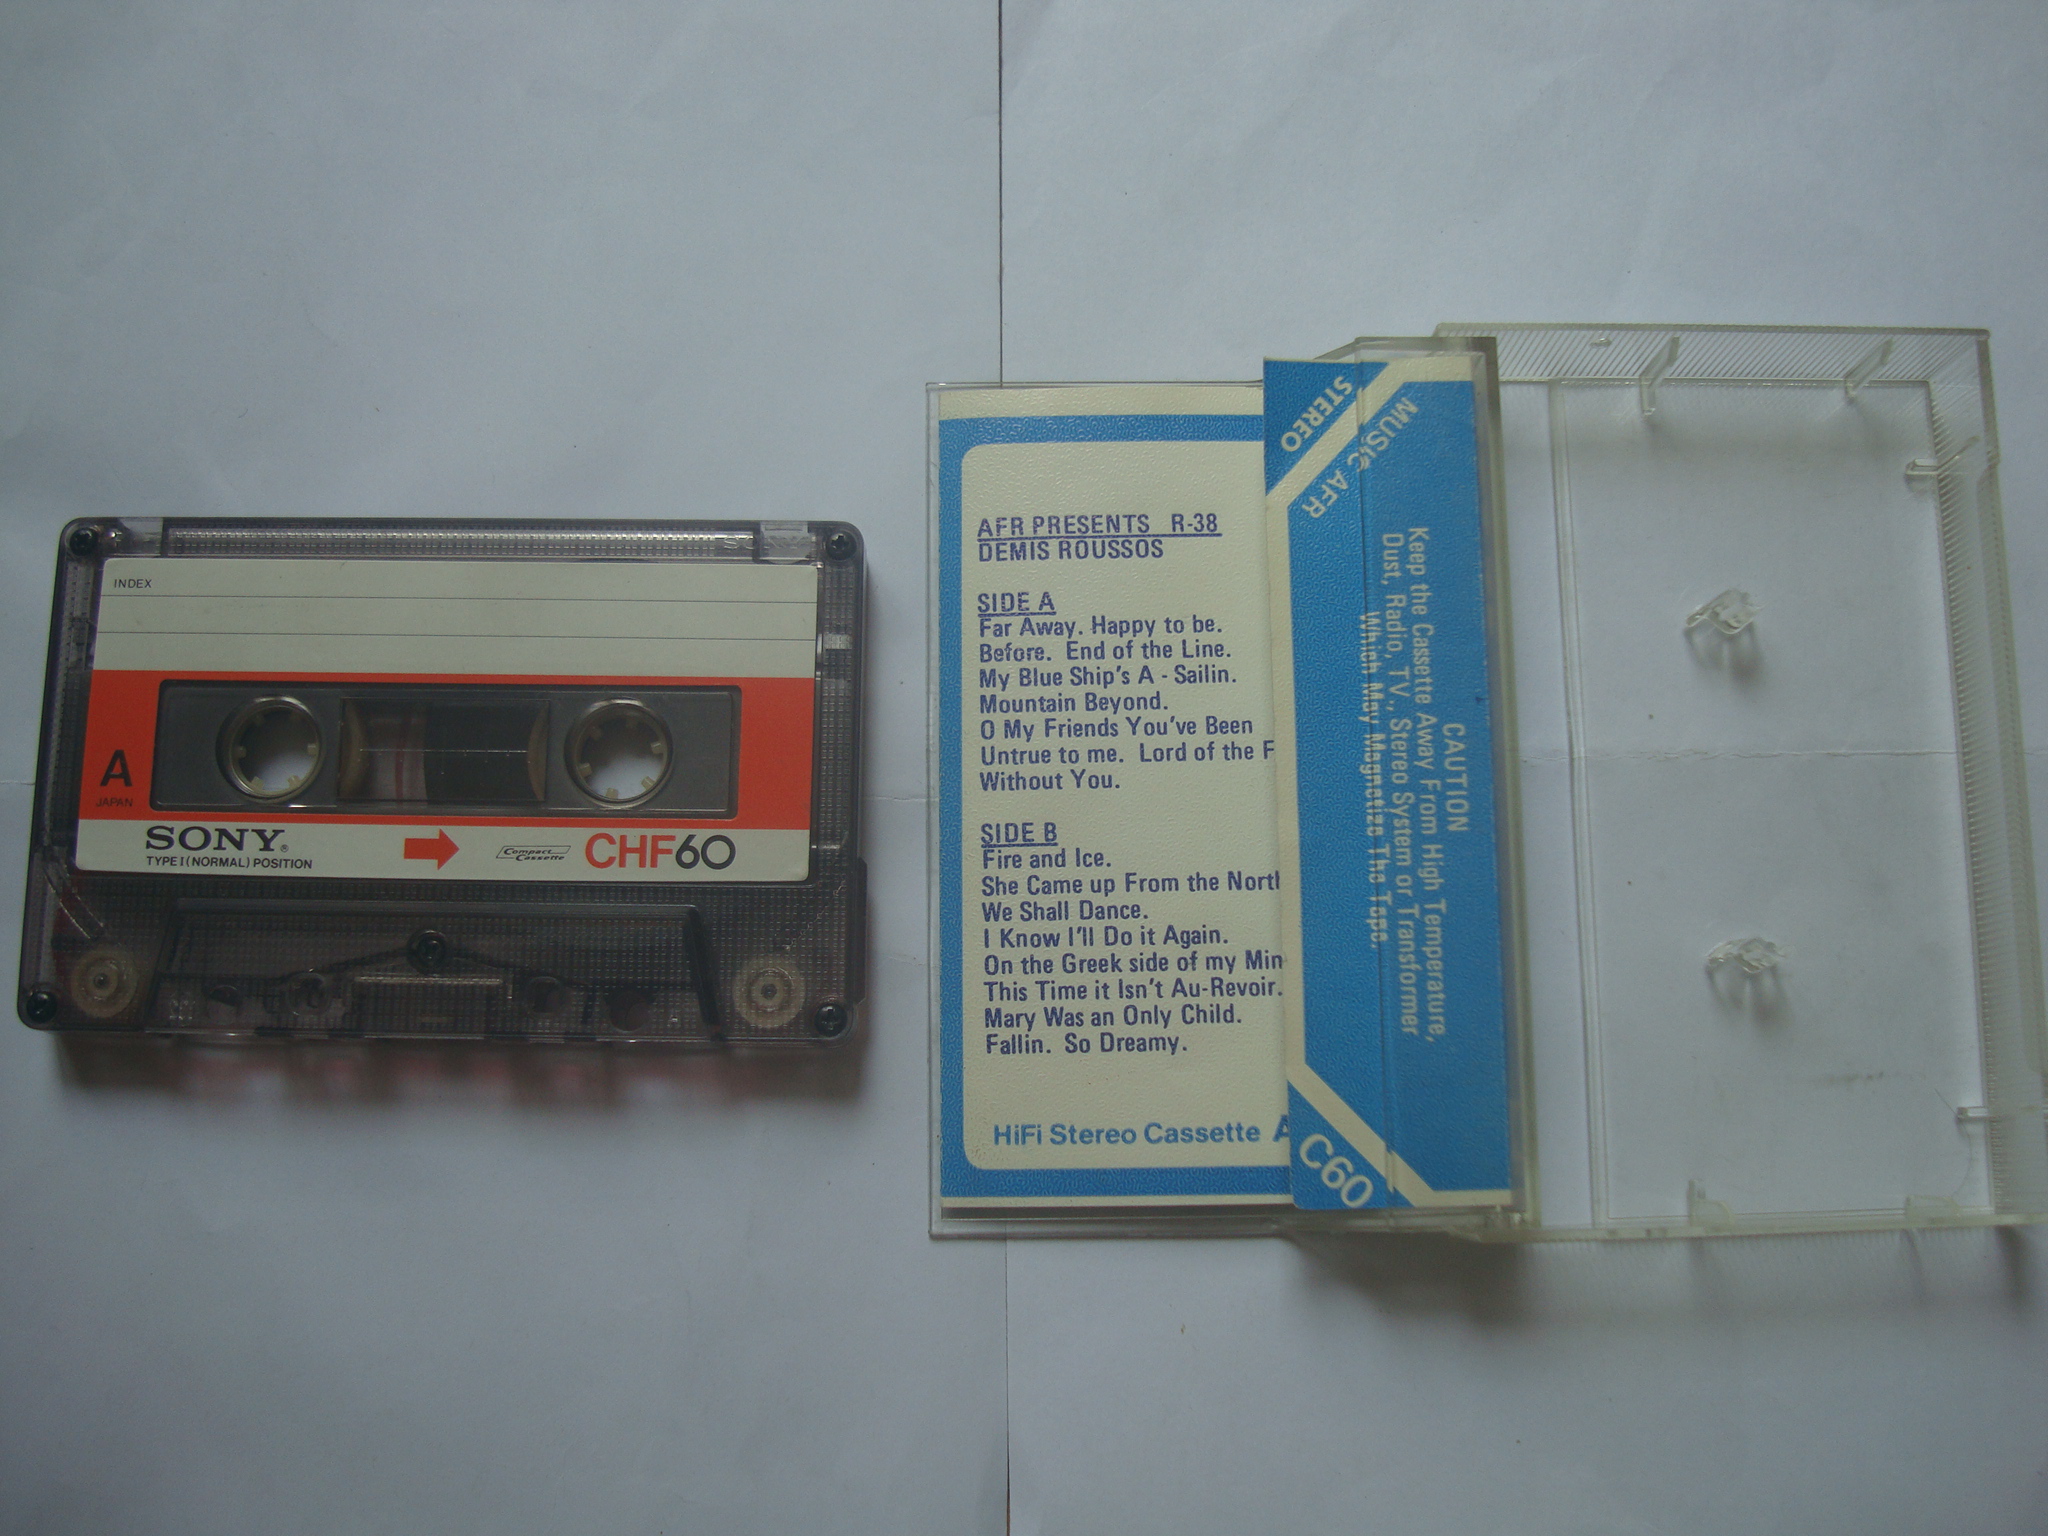 INDEX
A
JAPAN
SONY®
TYPE I (NORMAL) POSITION
Compact
Cassette
CHF60
AFR PRESENTS R-38
DEMIS ROUSSOS
SIDE A
Far Away. Happy to be.
Before. End of the Line.
My Blue Ship's A - Sailin.
Mountain Beyond.
O My Friends You've Been
Untrue to me. Lord of the F
Without You.
SIDE B
Fire and Ice.
She Came up From the Nort
We Shall Dance.
I Know I'll Do it Again.
On the Greek side of my Min
This Time it Isn't Au-Revoir.
Mary Was an Only Child.
Fallin. So Dreamy.
HiFi Stereo Cassette
STEREO
MUSIC AFR
CAUTION
Keep the Cassette Away From High Temperature,
Dust, Radio, TV., Stereo System or Transformer
Which May Magnetize The Tape,
C60